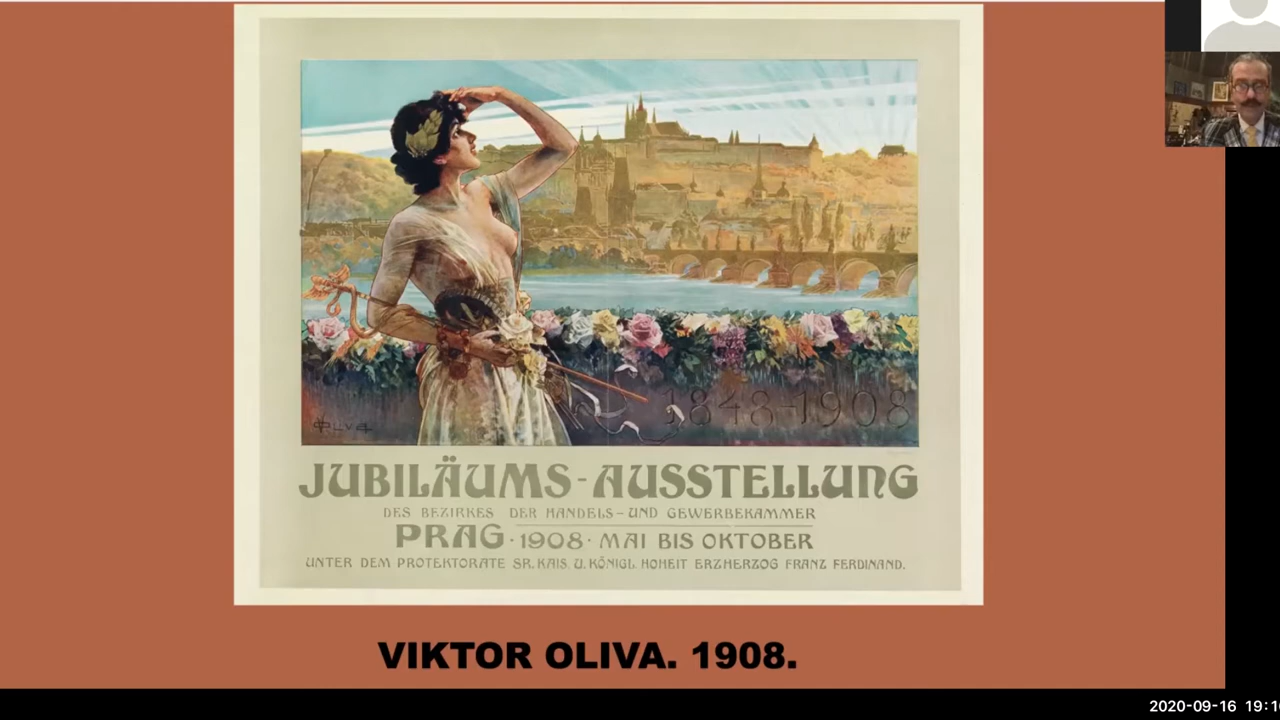 OLIVA
1848-1908
JUBILÄUMS-AUSSTELLUNG
DES BEZIRKES DER HANDELS-UND GEWERBEKAMMER
PRAG·1908·MAI BIS OKTOBER
UNTER DEM PROTEKTORATE SR. KAIS. U. KÖNIGL. HOHEIT ERZHERZOG FRANZ FERDINAND.
VIKTOR OLIVA. 1908.
2020-09-16 19:1